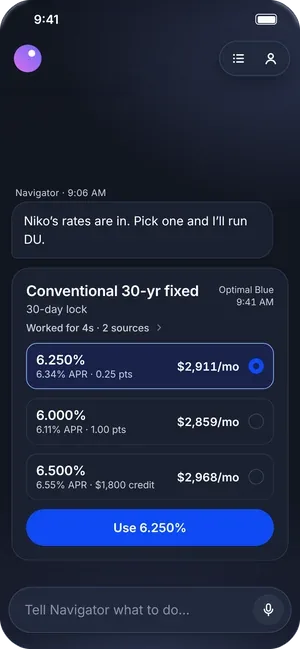 9:41
Navigator · 9:06 AM
Niko’s rates are in. Pick one and I’ll run
DU.
Conventional 30-yr fixed
Optimal Blue
30-day lock
9:41 AM
Worked for 4s · 2 sources
6.250%
6.34% APR · 0.25 pts
$2,911/mo
6.000%
6.11% APR · 1.00 pts
$2,859/mo
6.500%
6.55% APR · $1,800 credit
$2,968/mo
Use 6.250%
Tell Navigator what to do...